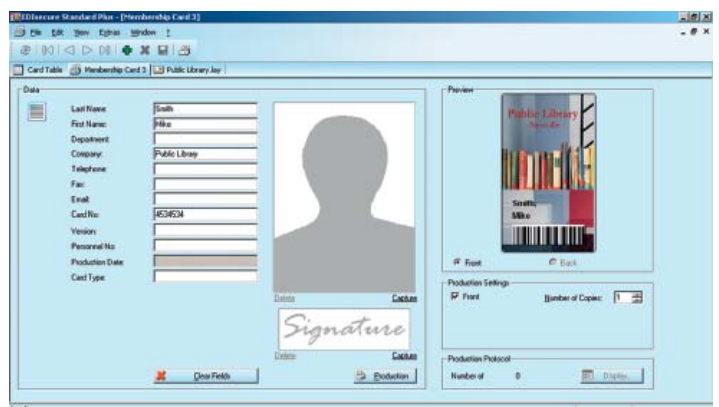 EDIsecure Standard Plus - [Membership Card 3]
File Edit View Extras Window ?
Card Table Membership Card 3 Public Library.lay
Data
Last Name: Smith
First Name: Mike
Department:
Company: Public Library
Telephone:
Fax:
Email:
Card No: 4534534
Version:
Personnel No:
Production Date:
Card Type:
Delete Capture
Signature
Delete Capture
Clear Fields
Production
Preview
Public Library
Smith,
Mike
Front Back
Production Settings
Front Number of Copies: 1
Production Protocol
Number of 0 Display...